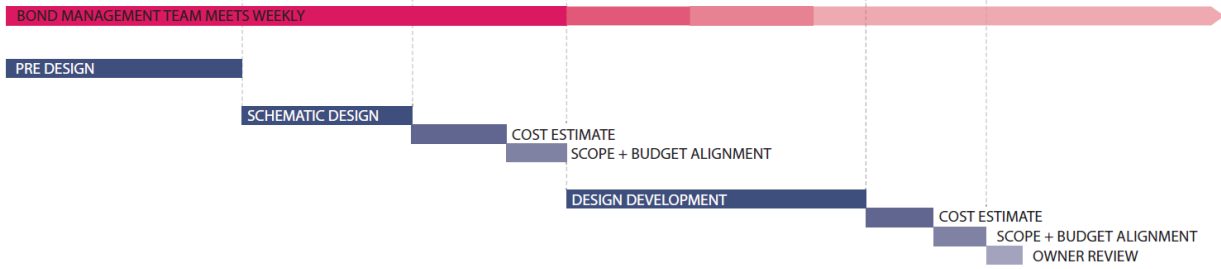 BOND MANAGEMENT TEAM MEETS WEEKLY
PRE DESIGN
SCHEMATIC DESIGN
COST ESTIMATE
SCOPE + BUDGET ALIGNMENT
DESIGN DEVELOPMENT
COST ESTIMATE
SCOPE + BUDGET ALIGNMENT
OWNER REVIEW